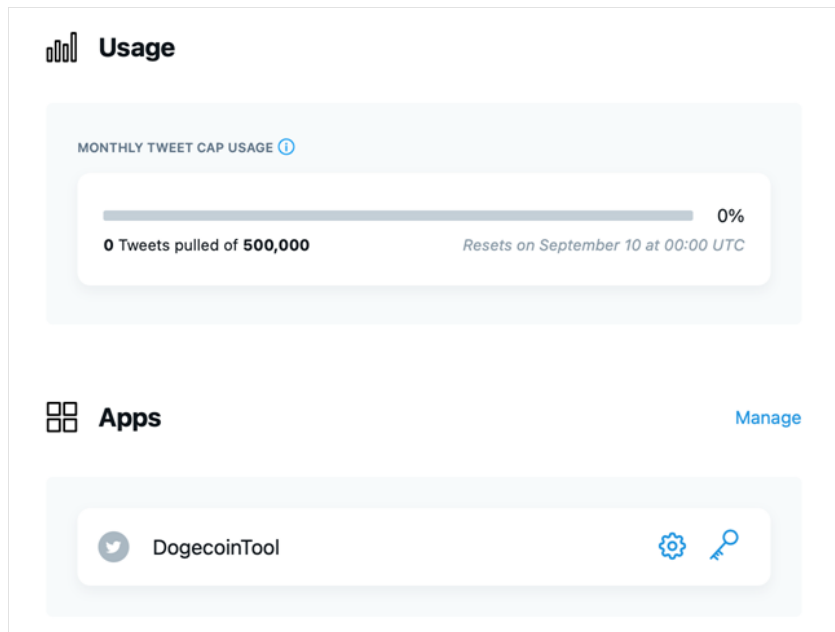 Usage
MONTHLY TWEET CAP USAGE
0%
0 Tweets pulled of 500,000
Resets on September 10 at 00:00 UTC
Apps
Manage
DogecoinTool